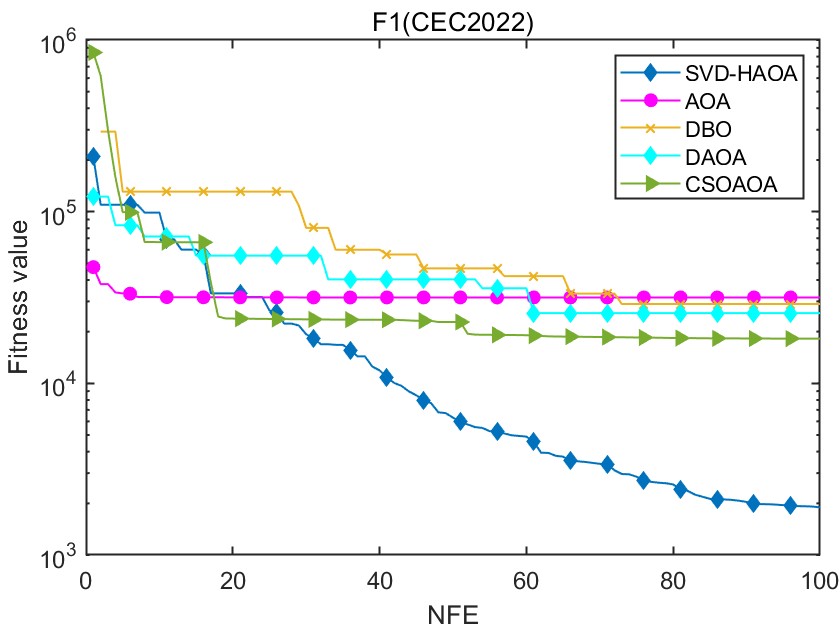 F1(CEC2022)
Fitness value
10^6
10^5
10^4
10^3
SVD-HAOA
AOA
DBO
DAOA
CSOAOA
0 20 40 60 80 100
NFE